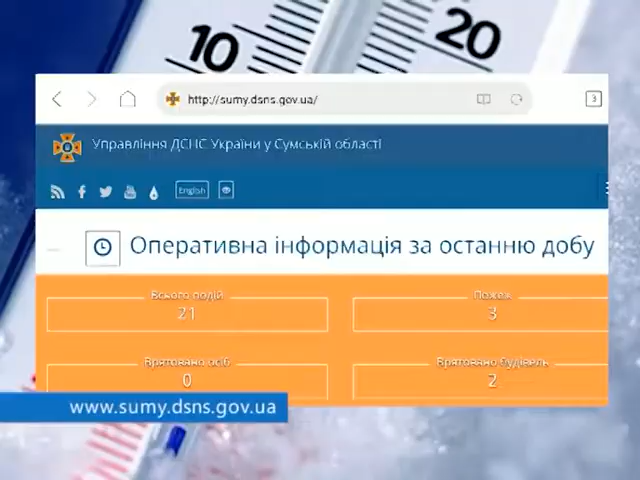 10
20
http://sumy.dsns.gov.ua/
3
Управління ДСНС України у Сумській області
English
Оперативна інформація за останню добу
Всього подій
Пожеж
21
3
Врятовано осіб
Врятовано будівель
0
2
www.sumy.dsns.gov.ua